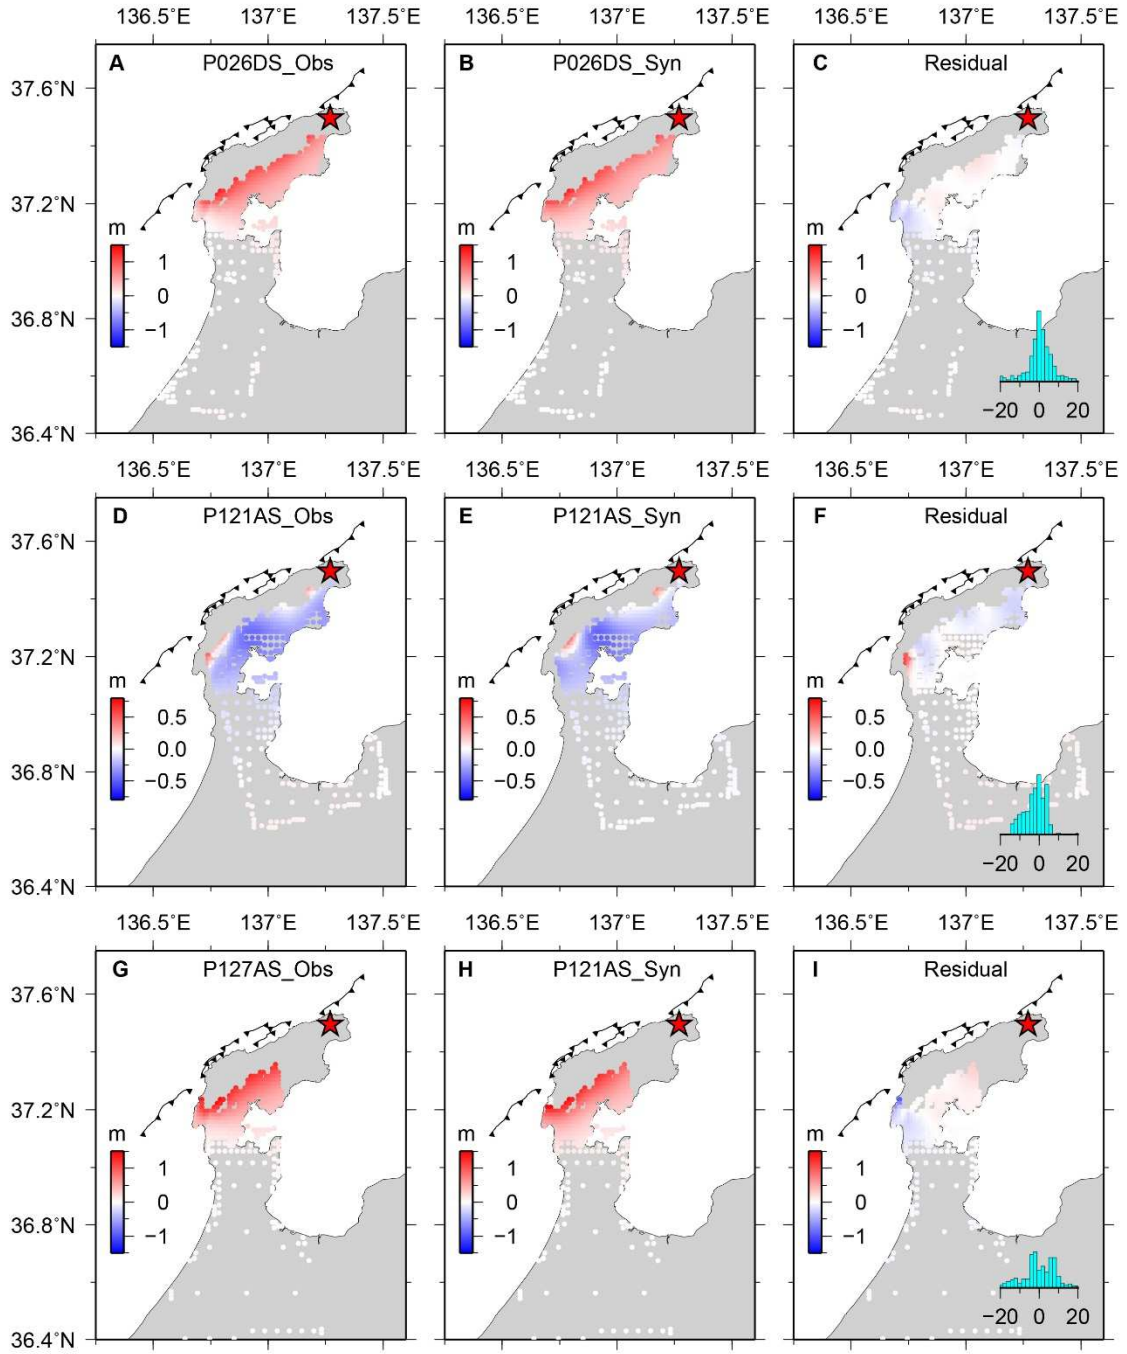 136.5˚E 137˚E 137.5˚E 136.5˚E 137˚E 137.5˚E 136.5˚E 137˚E 137.5˚E
A P026DS_Obs B P026DS_Syn C Residual
37.6˚N
37.2˚N
m m m
1 1 1
0 0 0
−1 −1 −1
36.8˚N
−20 0 20
36.4˚N
136.5˚E 137˚E 137.5˚E 136.5˚E 137˚E 137.5˚E 136.5˚E 137˚E 137.5˚E
D P121AS_Obs E P121AS_Syn F Residual
37.6˚N
37.2˚N
m m m
0.5 0.5 0.5
0.0 0.0 0.0
−0.5 −0.5 −0.5
36.8˚N
−20 0 20
36.4˚N
136.5˚E 137˚E 137.5˚E 136.5˚E 137˚E 137.5˚E 136.5˚E 137˚E 137.5˚E
G P127AS_Obs H P121AS_Syn I Residual
37.6˚N
37.2˚N
m m m
1 1 1
0 0 0
−1 −1 −1
36.8˚N
−20 0 20
36.4˚N